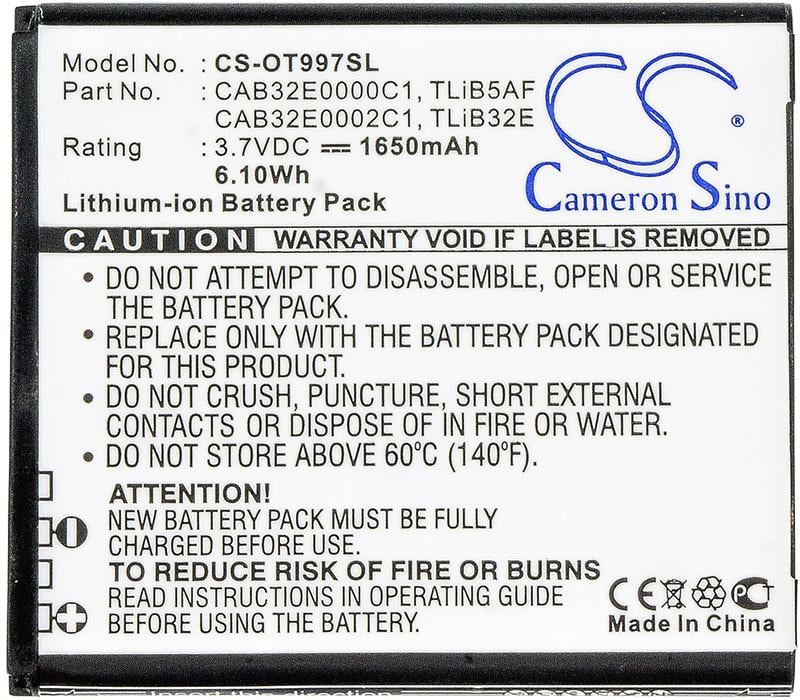 Model No. : CS-OT997SL
Part No. : CAB32E0000C1, TLiB5AF
CAB32E0002C1, TLiB32E
Rating : 3.7VDC ⎓ 1650mAh
6.10Wh
Lithium-ion Battery Pack
CS ®
Cameron Sino
CAUTION WARRANTY VOID IF LABEL IS REMOVED
• DO NOT ATTEMPT TO DISASSEMBLE, OPEN OR SERVICE
THE BATTERY PACK.
• REPLACE ONLY WITH THE BATTERY PACK DESIGNATED
FOR THIS PRODUCT.
• DO NOT CRUSH, PUNCTURE, SHORT EXTERNAL
CONTACTS OR DISPOSE OF IN FIRE OR WATER.
• DO NOT STORE ABOVE 60°C (140°F).
ATTENTION!
NEW BATTERY PACK MUST BE FULLY
CHARGED BEFORE USE.
TO REDUCE RISK OF FIRE OR BURNS
READ INSTRUCTIONS IN OPERATING GUIDE
BEFORE USING THE BATTERY PACK.
CE PCT
Made in China